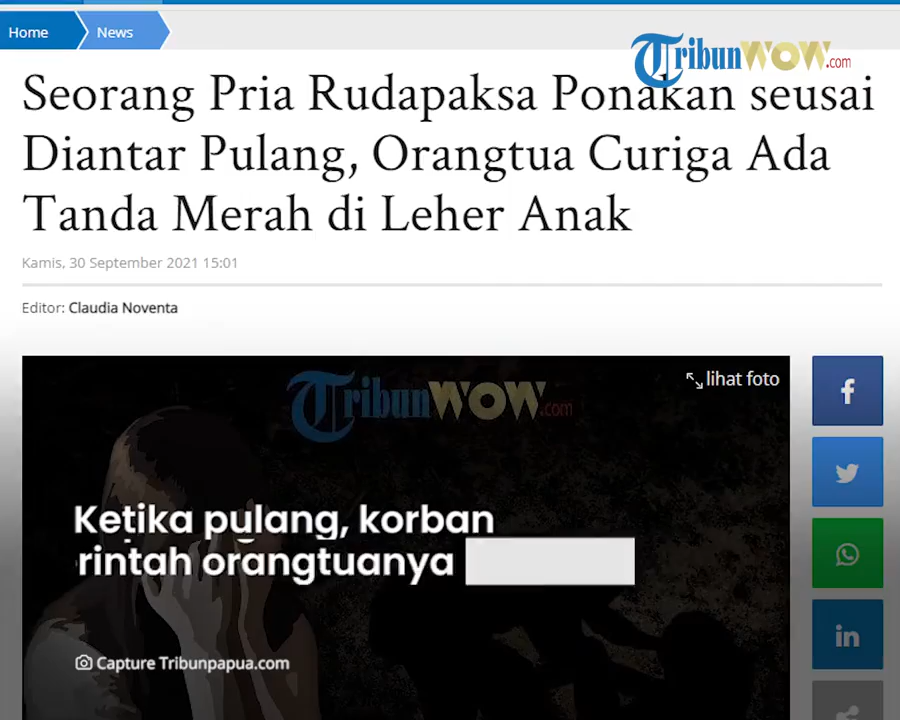 Home
News
TribunWOW.com
Seorang Pria Rudapaksa Ponakan seusai
Diantar Pulang, Orangtua Curiga Ada
Tanda Merah di Leher Anak
Kamis, 30 September 2021 15:01
Editor: Claudia Noventa
lihat foto
TribunWOW.com
Ketika pulang, korban
rintah orangtuanya
Capture Tribunpapua.com